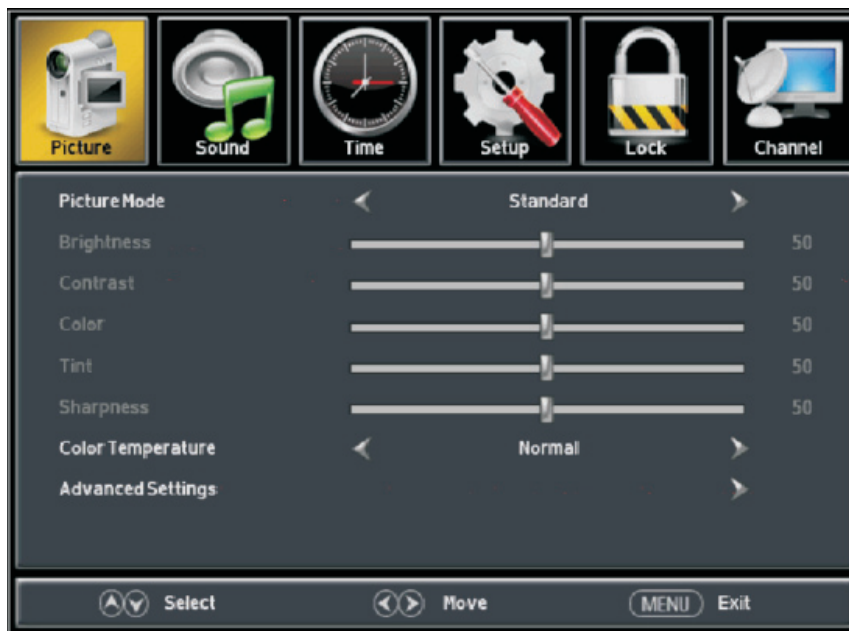 Picture Sound Time Setup Lock Channel
Picture Mode Standard
Brightness 50
Contrast 50
Color 50
Tint 50
Sharpness 50
Color Temperature Normal
Advanced Settings
Select Move MENU Exit